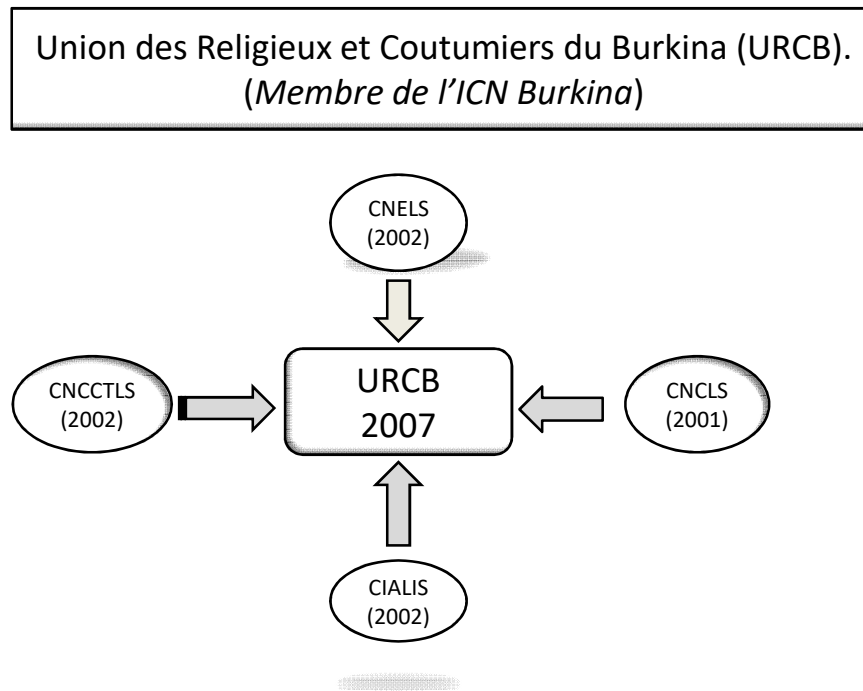 Union des Religieux et Coutumiers du Burkina (URCB).
(Membre de l’ICN Burkina)
CNELS
(2002)
CNCCTLS
(2002)
URCB
2007
CNCLS
(2001)
CIALIS
(2002)